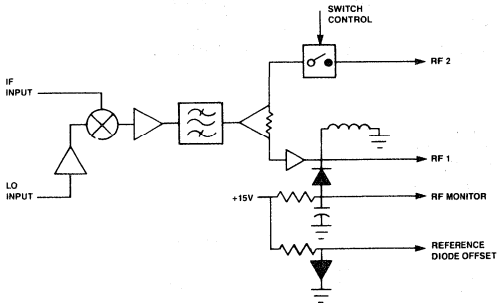 SWITCH
CONTROL
RF 2
IF
INPUT
RF 1
LO
INPUT
+15V
RF MONITOR
REFERENCE
DIODE OFFSET